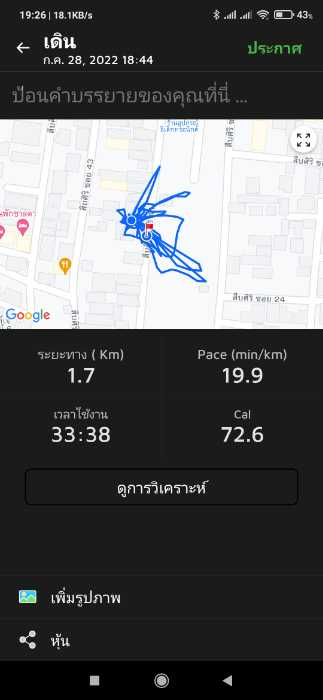 19:26 | 18.1KB/s
43
เดิน
ก.ค. 28, 2022 18:44
ประกาศ
ป้อนคำบรรยายของคุณที่นี่ ...
สืบศิริ ซอย 43
สืบศิริ ซอย 24
Google
ระยะทาง ( Km)
Pace (min/km)
1.7
19.9
เวลาใช้งาน
Cal
33:38
72.6
ดูการวิเคราะห์
เพิ่มรูปภาพ
หุ้น